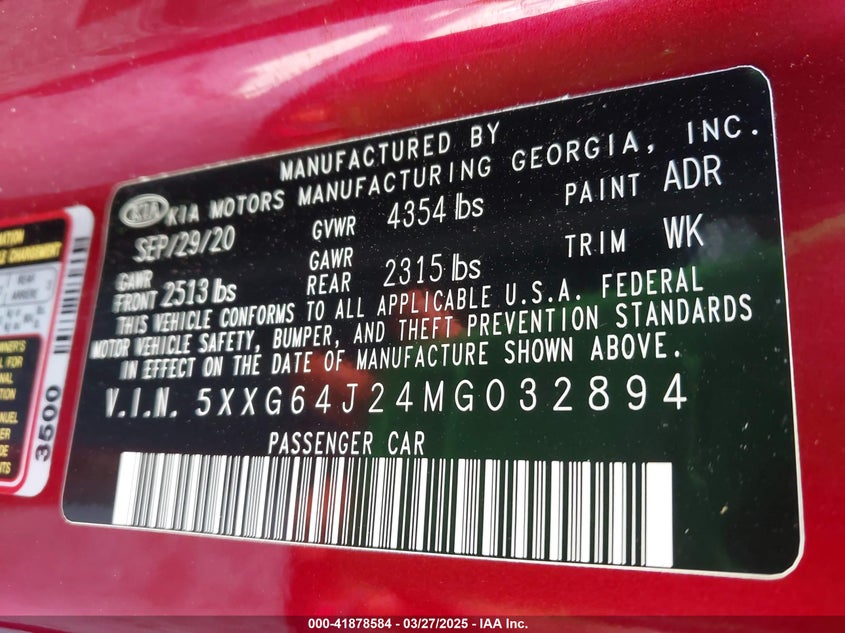 MANUFACTURED BY
KIA KIA MOTORS MANUFACTURING GEORGIA, INC.
SEP/29/20 GVWR 4354 lbs PAINT ADR
GAWR FRONT 2513 lbs GAWR REAR 2315 lbs TRIM WK
THIS VEHICLE CONFORMS TO ALL APPLICABLE U.S.A. FEDERAL
MOTOR VEHICLE SAFETY, BUMPER, AND THEFT PREVENTION STANDARDS
IN EFFECT ON THE DATE OF MANUFACTURE SHOWN ABOVE.
V.I.N. 5XXG64J24MG032894
PASSENGER CAR
REAR
3500
000-41878584 - 03/27/2025 - IAA Inc.